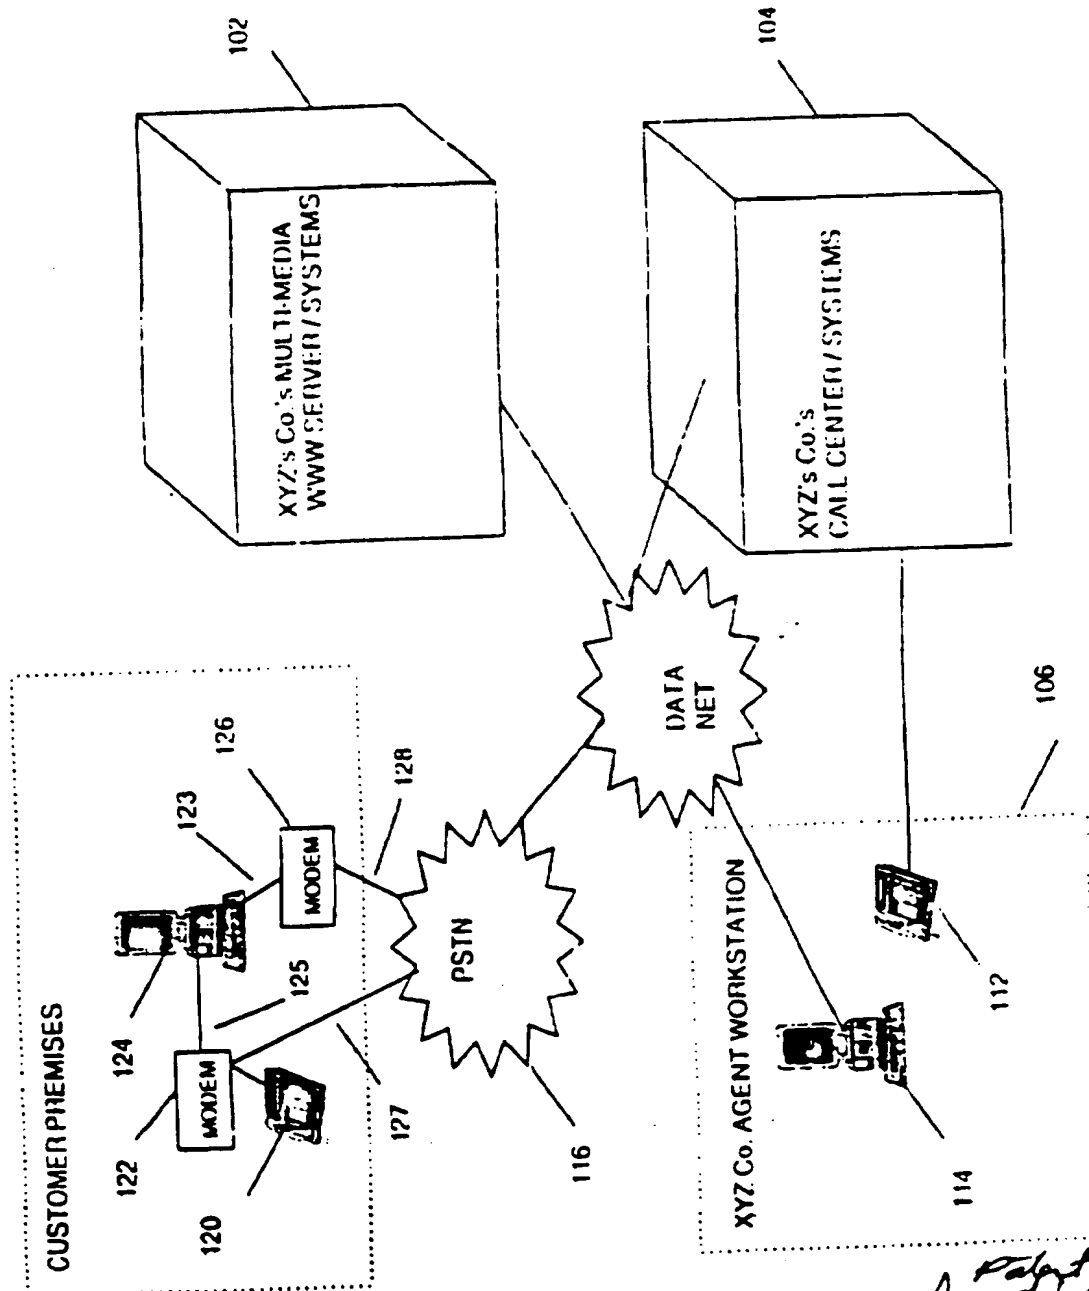 CUSTOMER PREMISES
124
123
126
122
MODEM
125
MODEM
120
127
128
116
PSTN
DATA
NET
102
XYZ's Co.'s MULTI-MEDIA
WWW SERVER / SYSTEMS
104
XYZ's Co.'s
CALL CENTER / SYSTEMS
106
XYZ Co. AGENT WORKSTATION
114
112